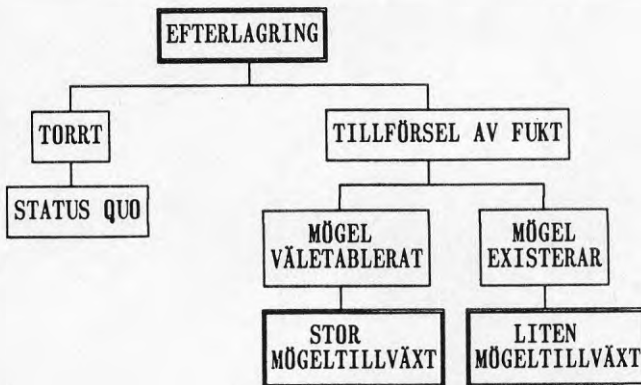 EFTERLAGRING
TORRT
TILLFÖRSEL AV FUKT
STATUS QUO
MÖGEL
VÄLETABLERAT
MÖGEL
EXISTERAR
STOR
MÖGELTILLVÄXT
LITEN
MÖGELTILLVÄXT